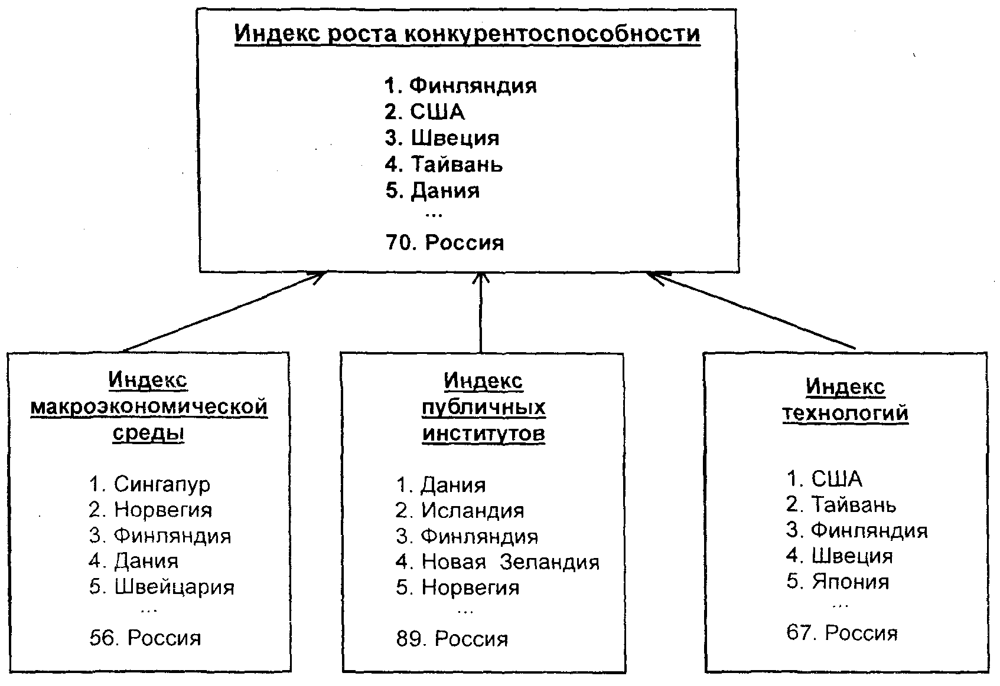 Индекс роста конкурентоспособности
1. Финляндия
2. США
3. Швеция
4. Тайвань
5. Дания
...
70. Россия
Индекс
макроэкономической
среды
1. Сингапур
2. Норвегия
3. Финляндия
4. Дания
5. Швейцария
...
56. Россия
Индекс
публичных
институтов
1. Дания
2. Исландия
3. Финляндия
4. Новая Зеландия
5. Норвегия
...
89. Россия
Индекс
технологий
1. США
2. Тайвань
3. Финляндия
4. Швеция
5. Япония
...
67. Россия